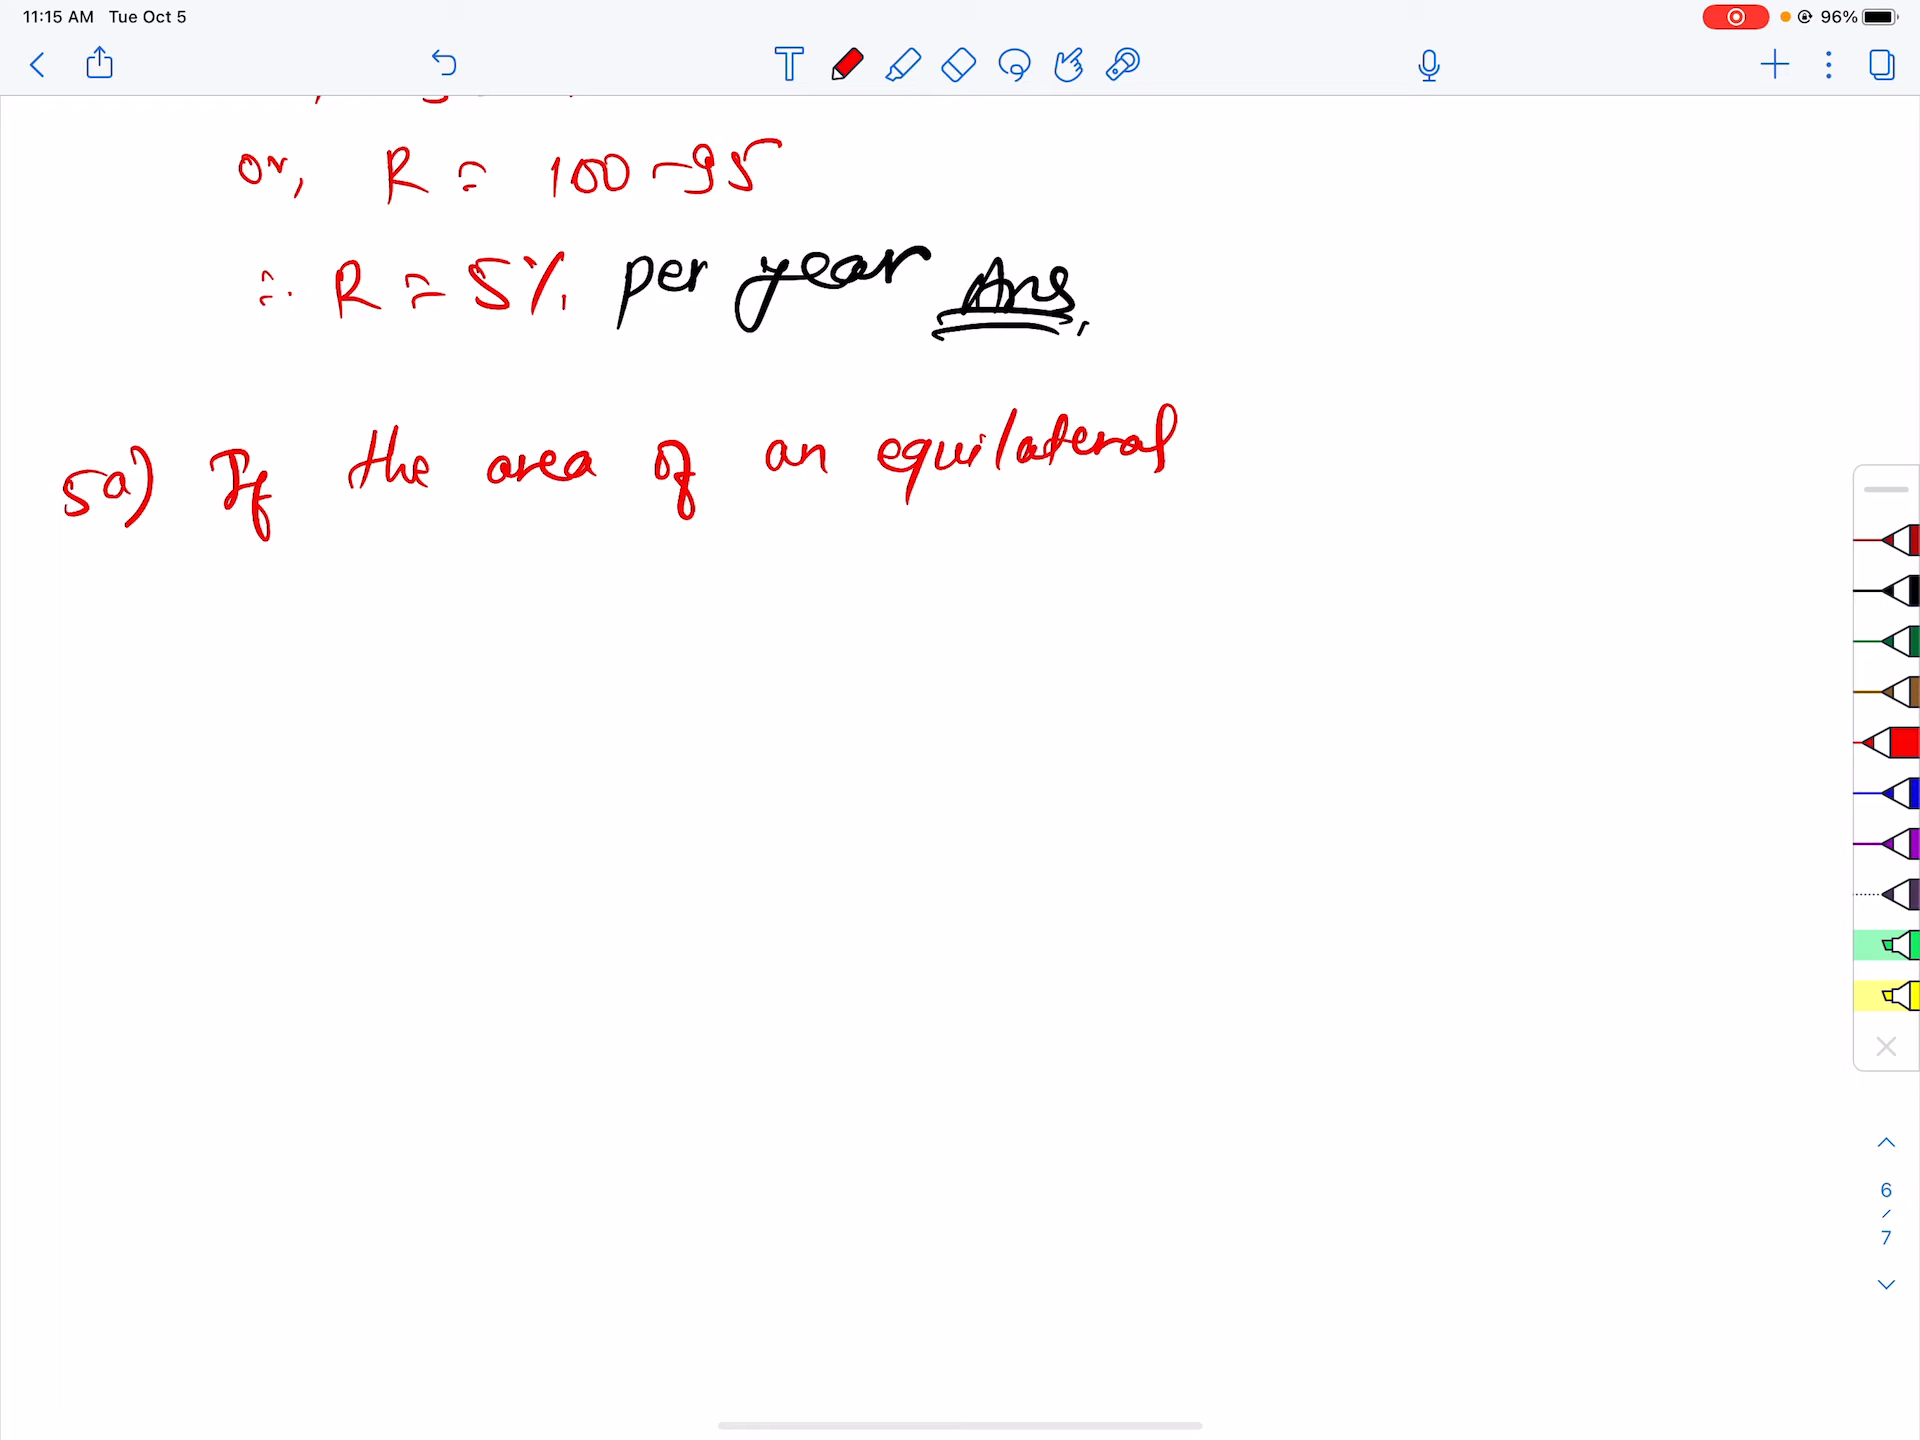 11:15 AM Tue Oct 5 96%
or, R = 100 - 95
∴ R = 5% per year Ans.
5a) If the area of an equilateral
6
/
7